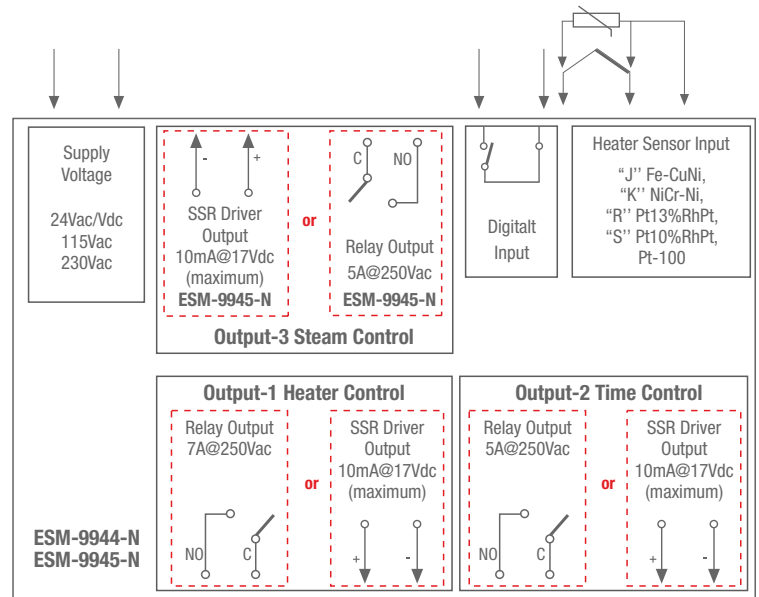 Supply
Voltage
24Vac/Vdc
115Vac
230Vac
- +
SSR Driver
Output
10mA@17Vdc
(maximum)
ESM-9945-N
or
C NO
Relay Output
5A@250Vac
ESM-9945-N
Output-3 Steam Control
Digitalt
Input
Heater Sensor Input
“J’’ Fe-CuNi,
“K’’ NiCr-Ni,
“R’’ Pt13%RhPt,
“S’’ Pt10%RhPt,
Pt-100
Output-1 Heater Control
Relay Output
7A@250Vac
NO C
or
SSR Driver
Output
10mA@17Vdc
(maximum)
+ -
Output-2 Time Control
Relay Output
5A@250Vac
NO C
or
SSR Driver
Output
10mA@17Vdc
(maximum)
+ -
ESM-9944-N
ESM-9945-N